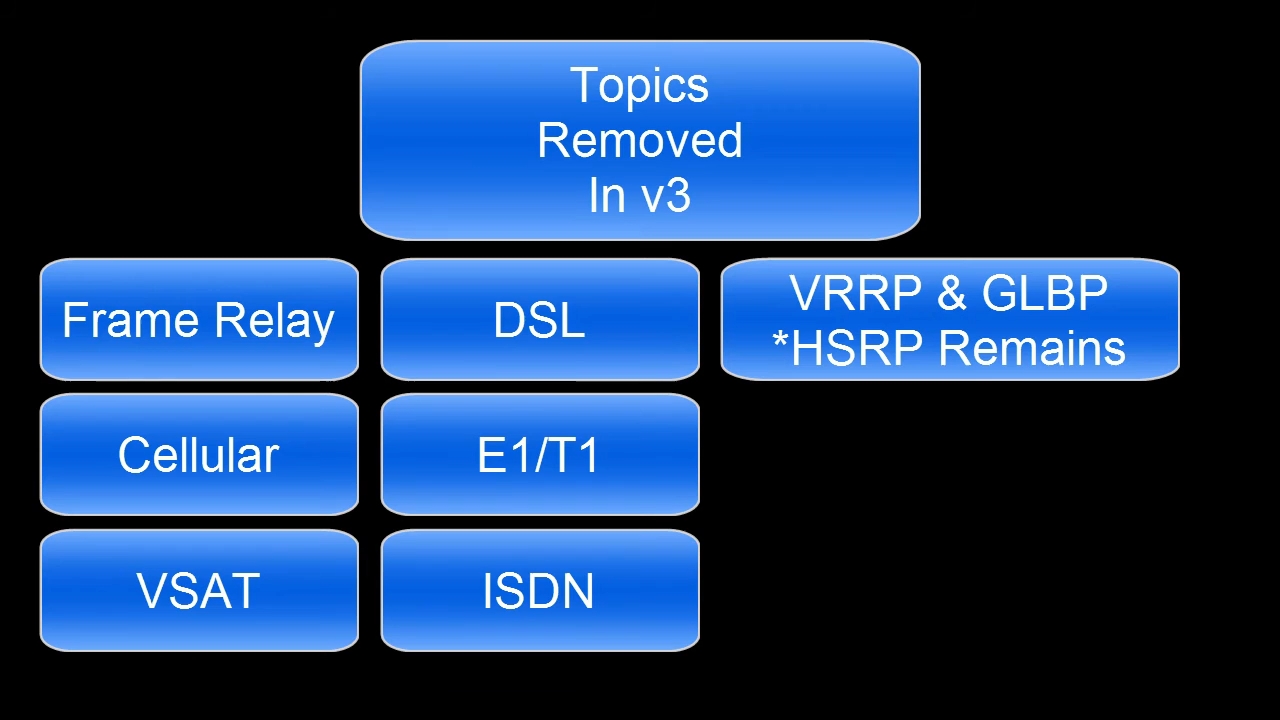 Topics
Removed
In v3
Frame Relay
DSL
VRRP & GLBP
*HSRP Remains
Cellular
E1/T1
VSAT
ISDN